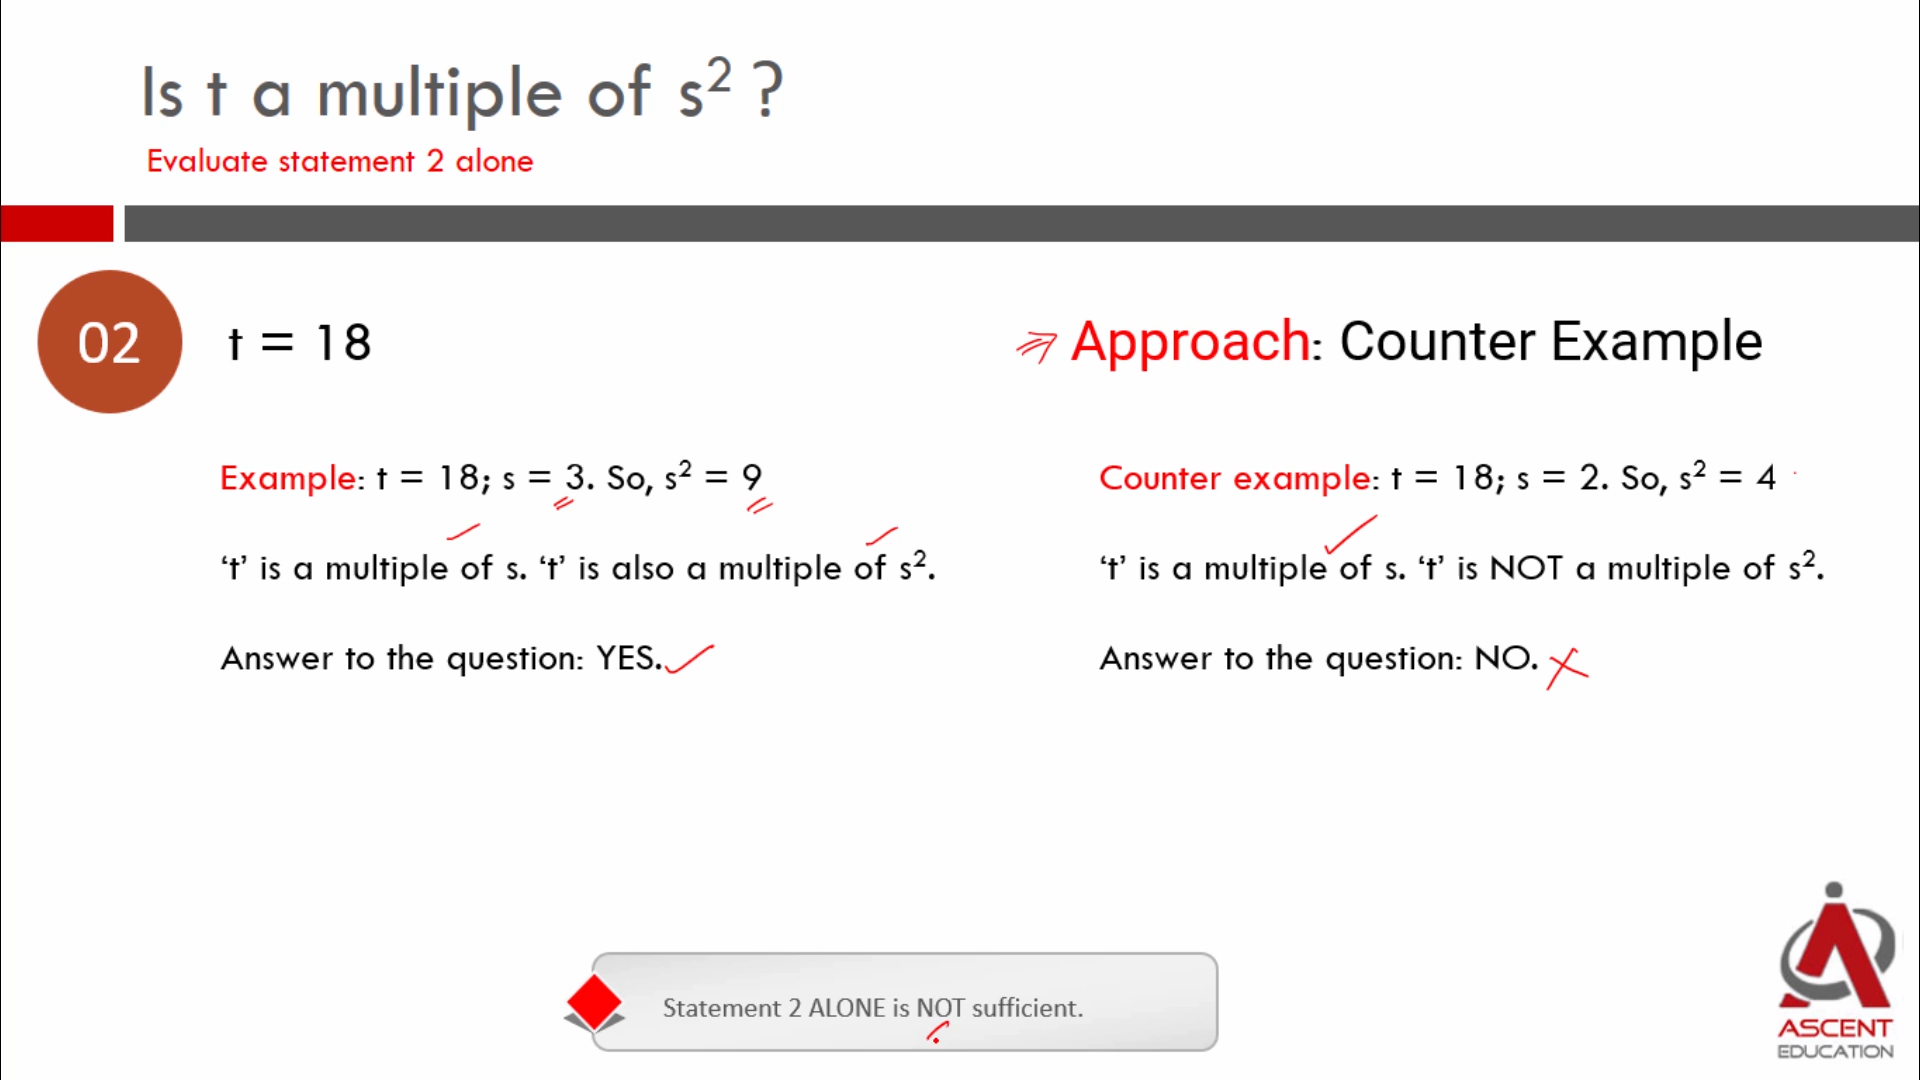 Is t a multiple of s² ?
Evaluate statement 2 alone
02
t = 18
Approach: Counter Example
Example: t = 18; s = 3. So, s² = 9
‘t’ is a multiple of s. ‘t’ is also a multiple of s².
Answer to the question: YES.
Counter example: t = 18; s = 2. So, s² = 4
‘t’ is a multiple of s. ‘t’ is NOT a multiple of s².
Answer to the question: NO.
Statement 2 ALONE is NOT sufficient.
ASCENT
EDUCATION